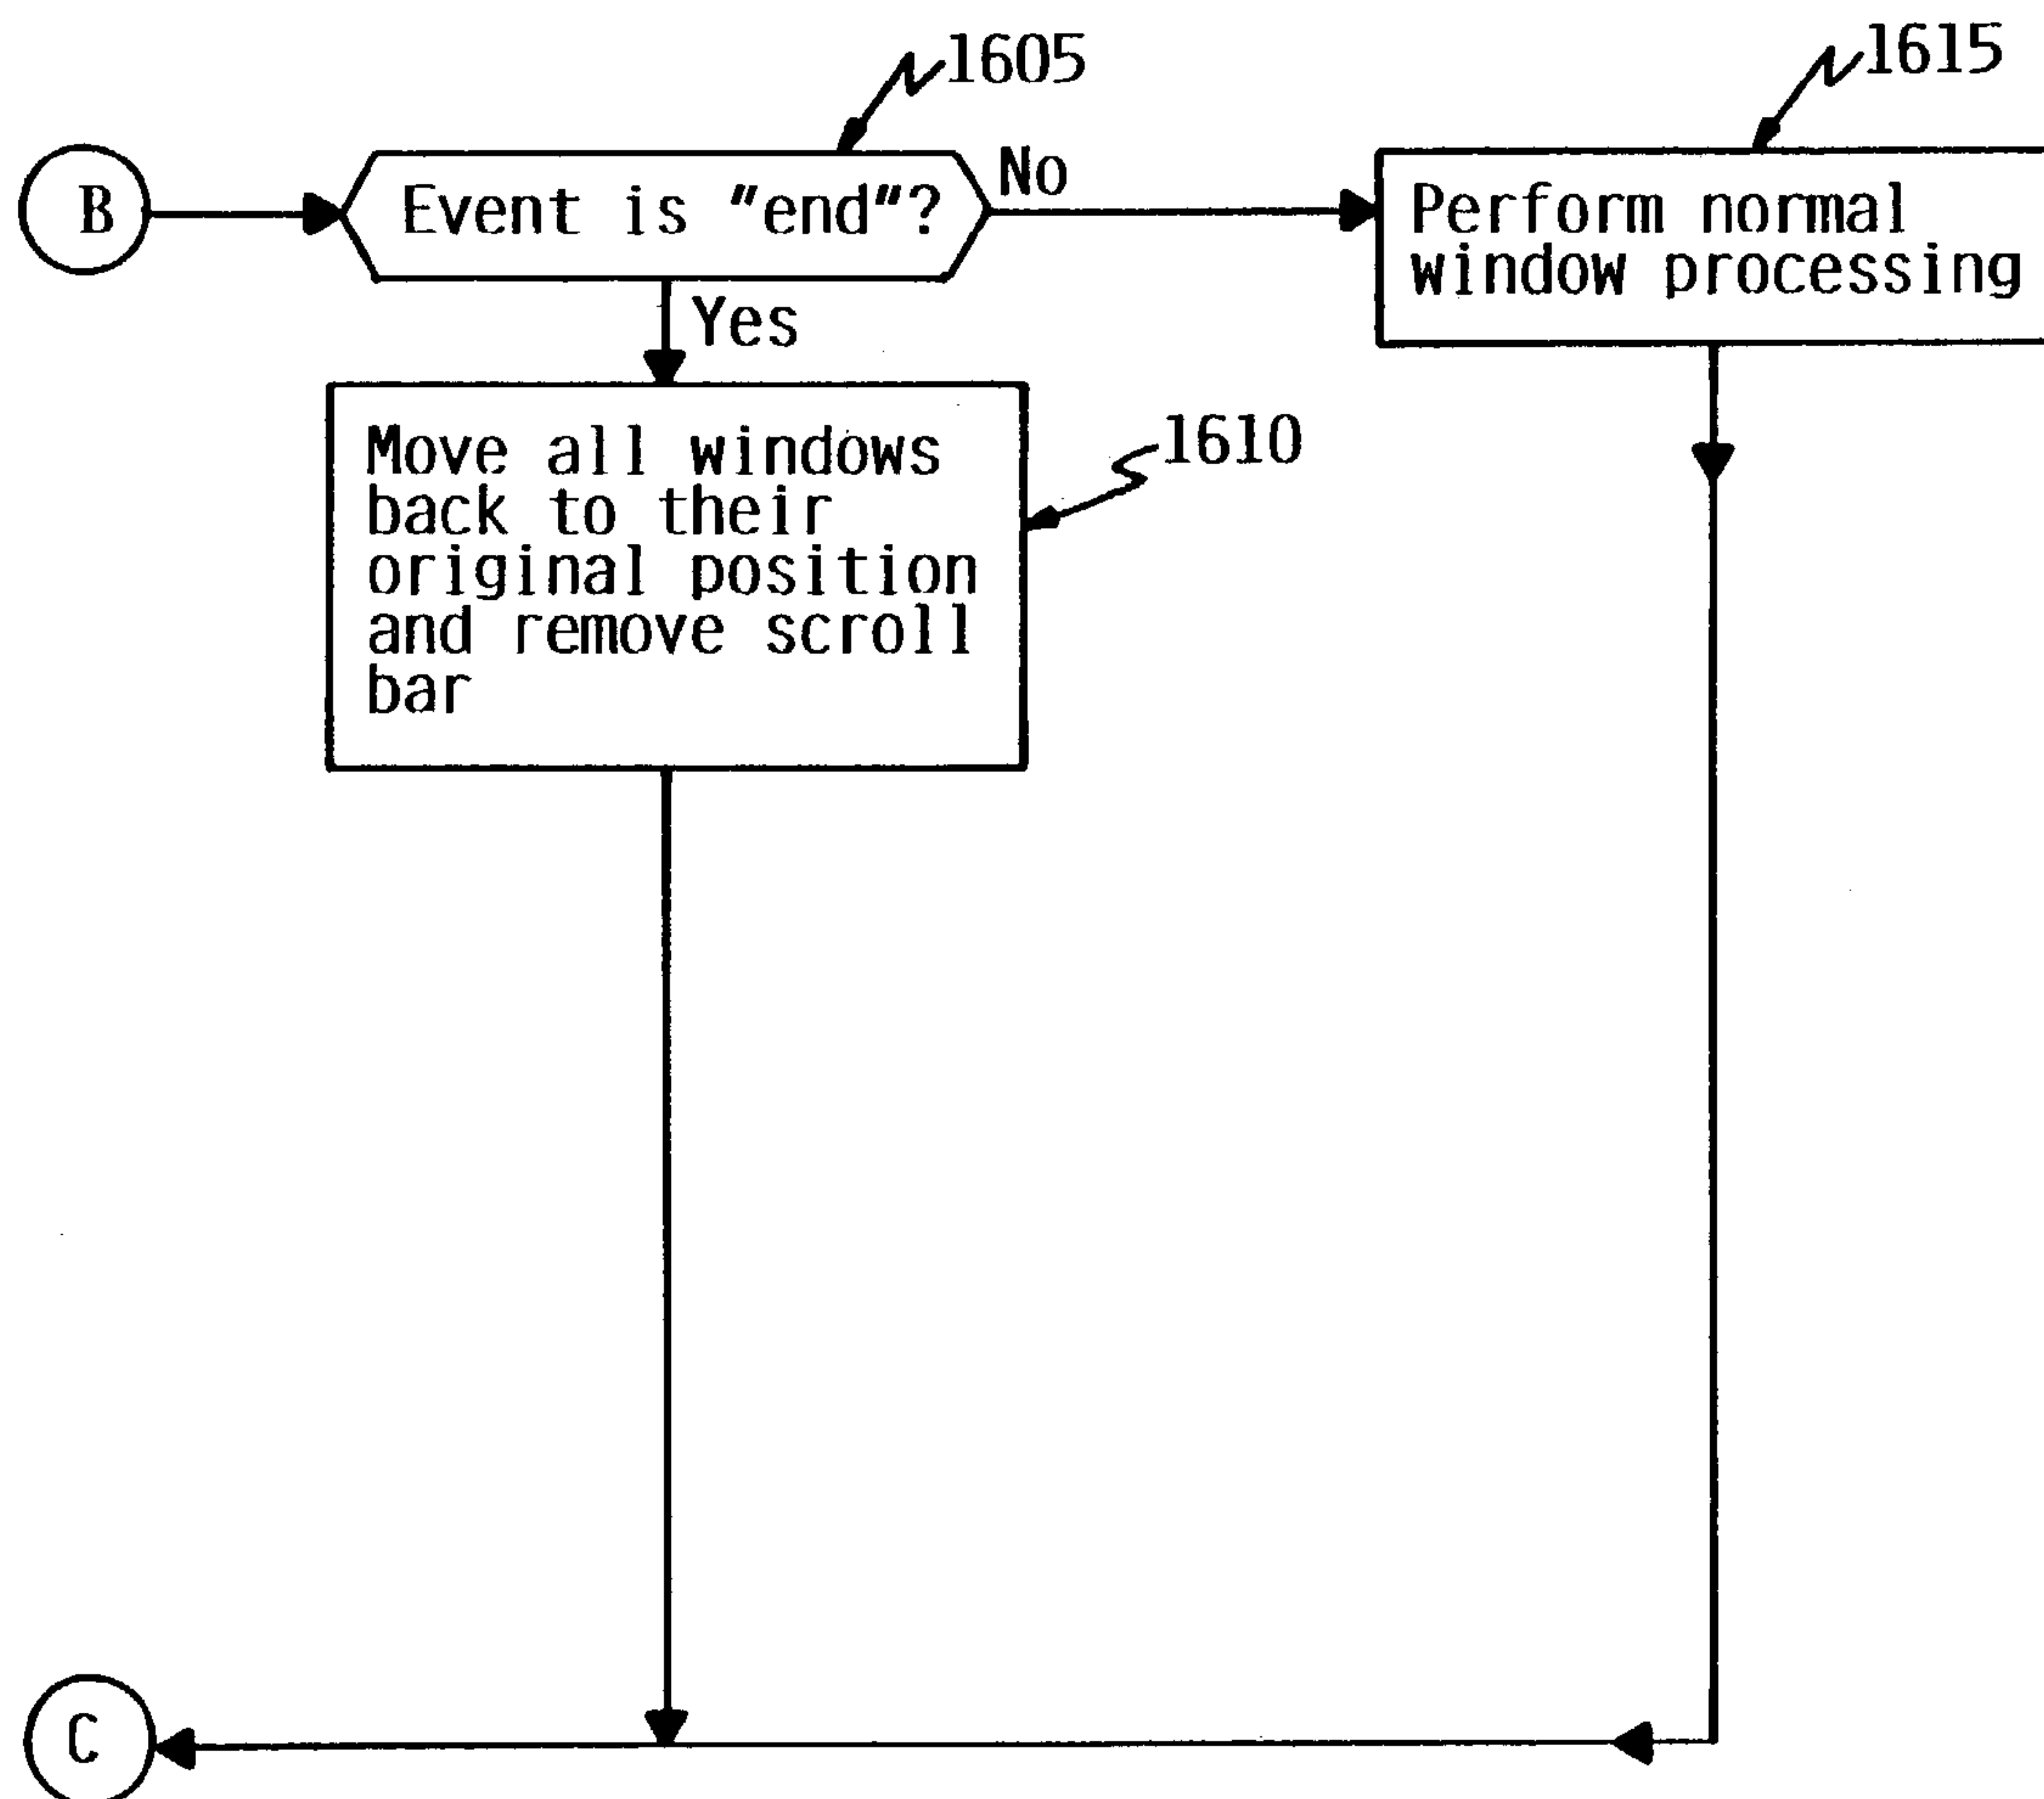 1605
1615
B
Event is "end"?
No
Perform normal
window processing
Yes
Move all windows
back to their
original position
and remove scroll
bar
1610
C